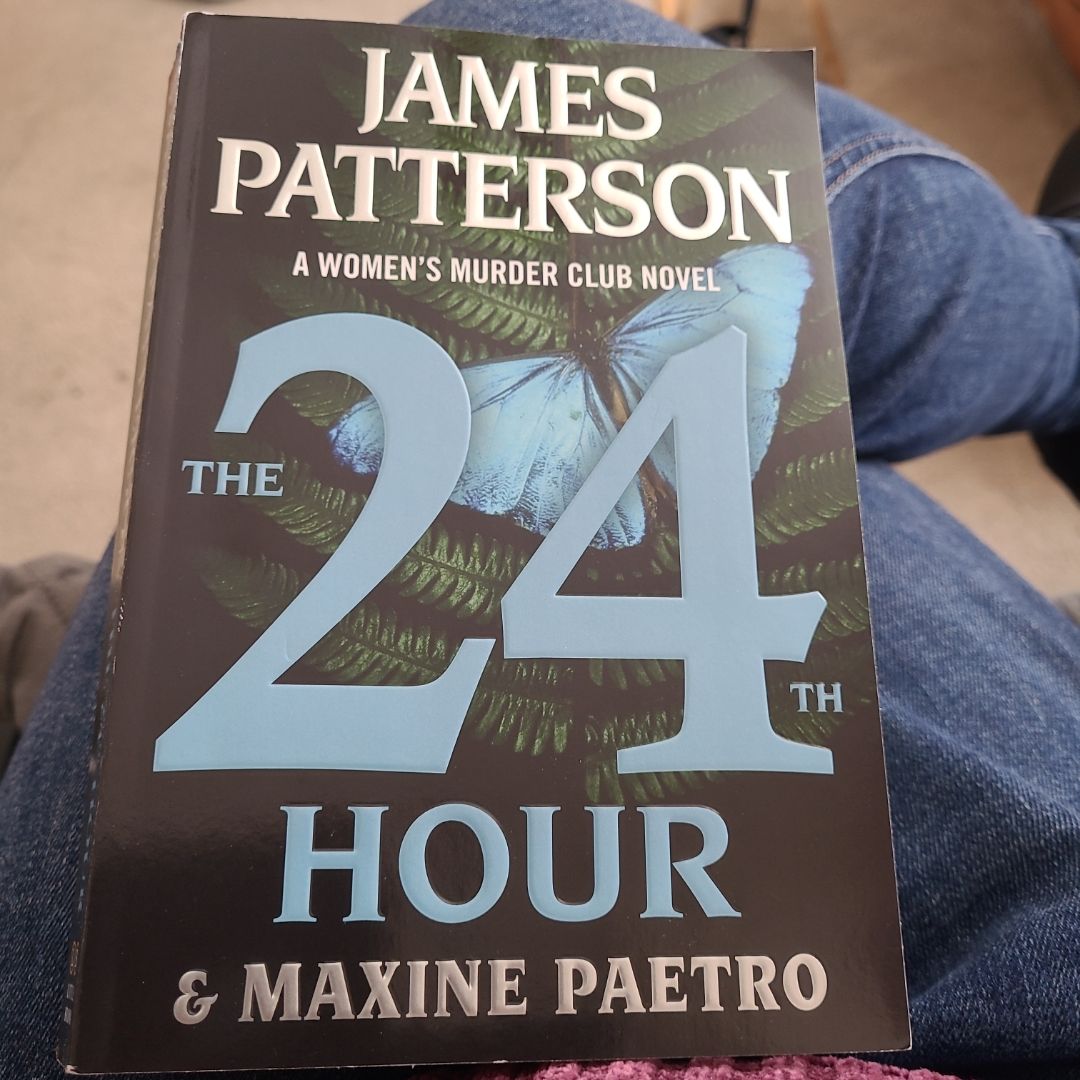 JAMES
PATTERSON
A WOMEN'S MURDER CLUB NOVEL
THE 24TH
HOUR
& MAXINE PAETRO